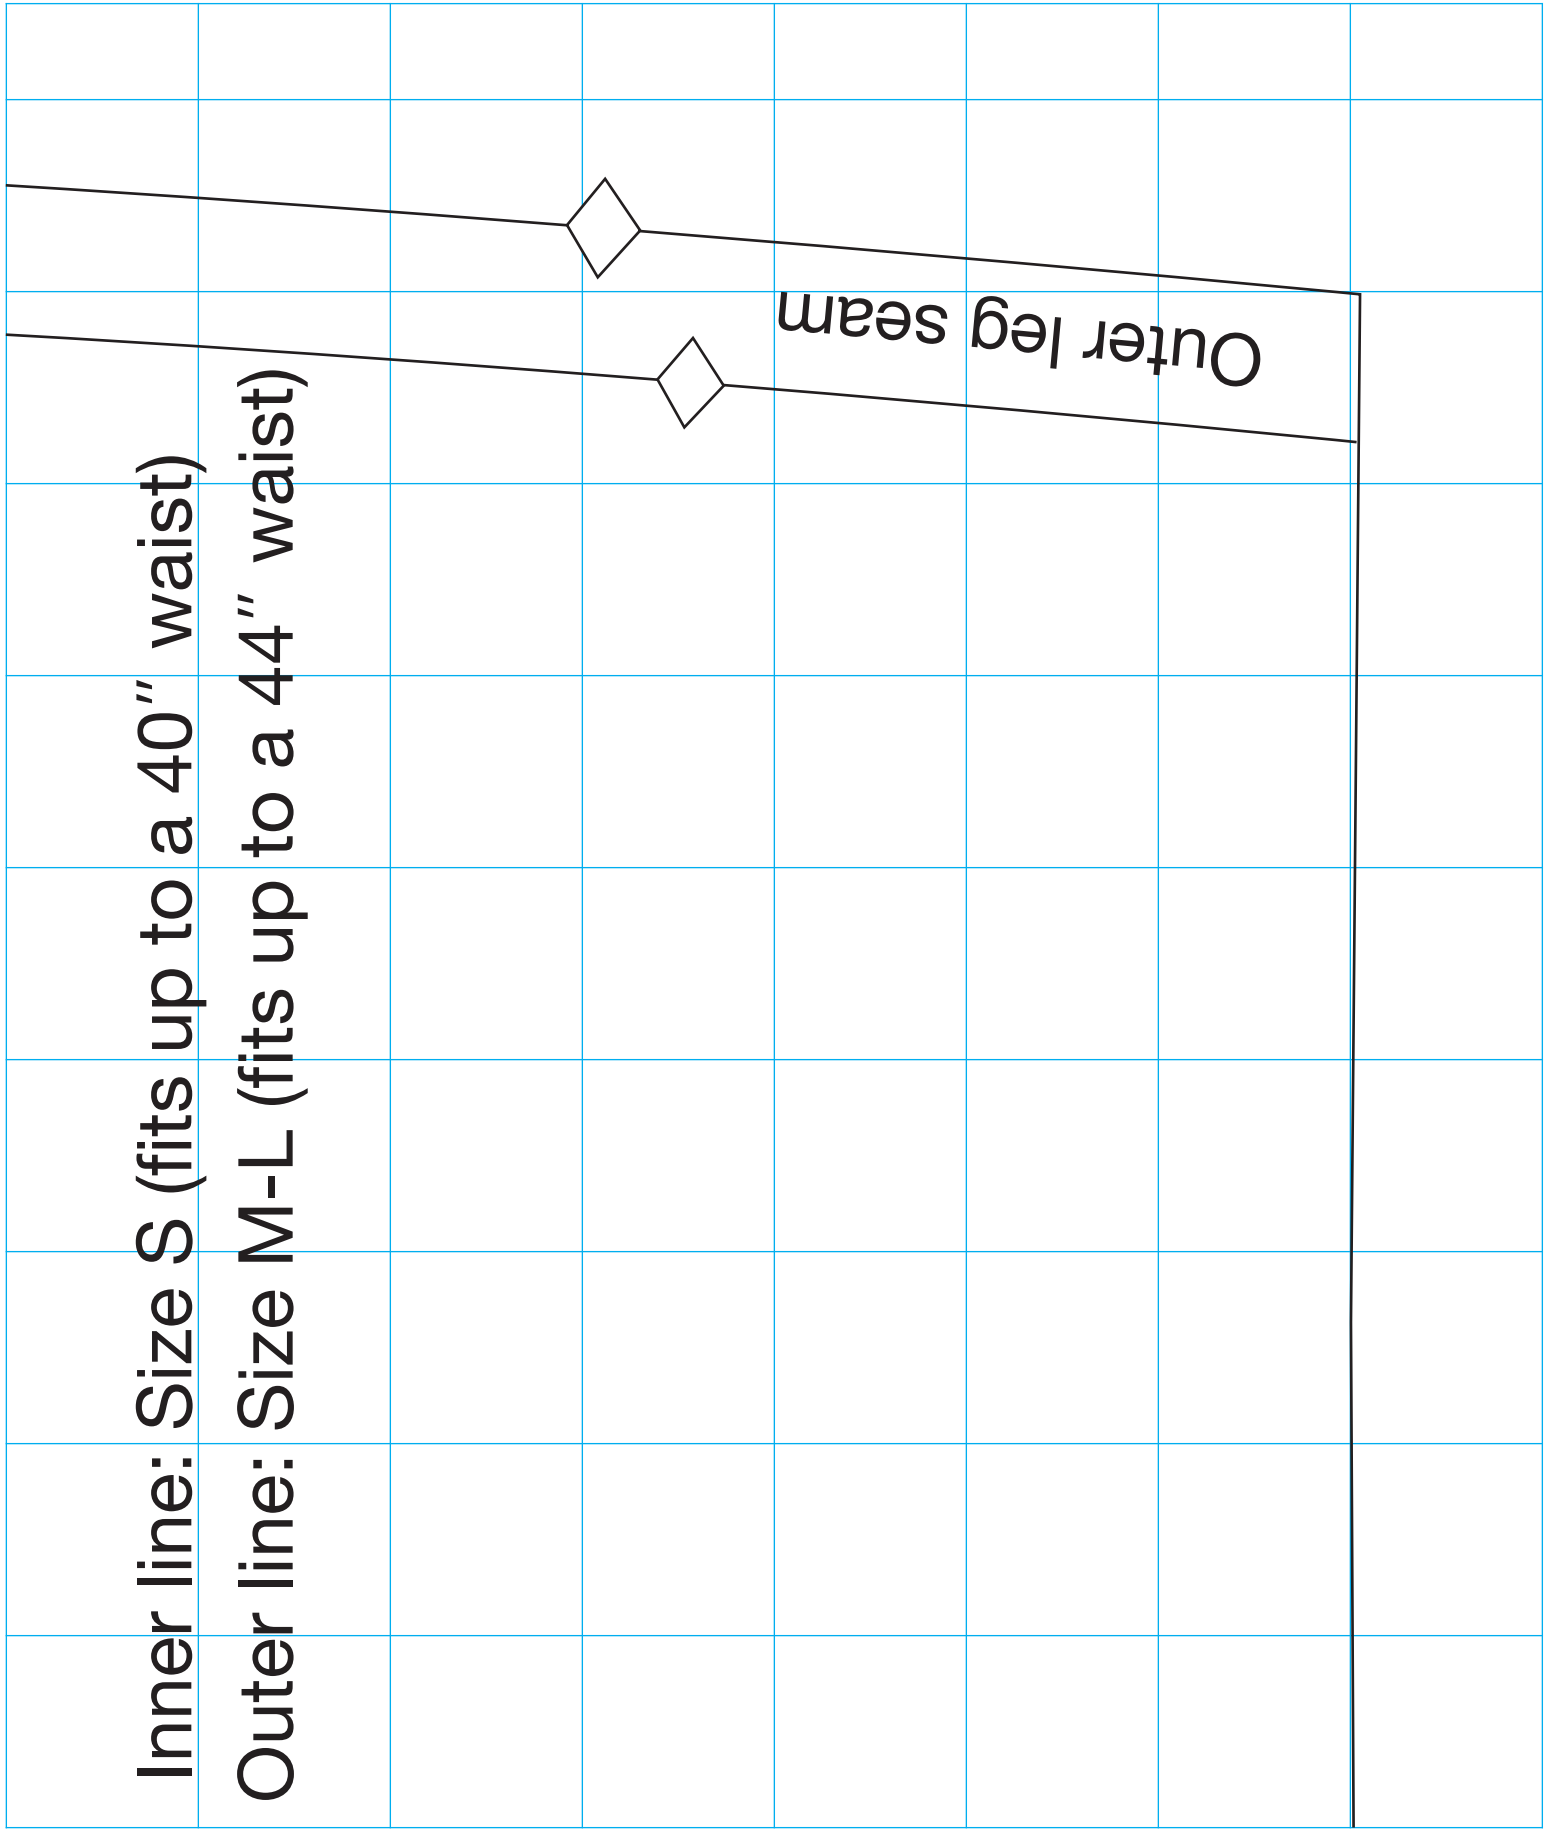 Inner line: Size S (fits up to a 40″ waist)
Outer line: Size M-L (fits up to a 44″ waist)
Outer leg seam